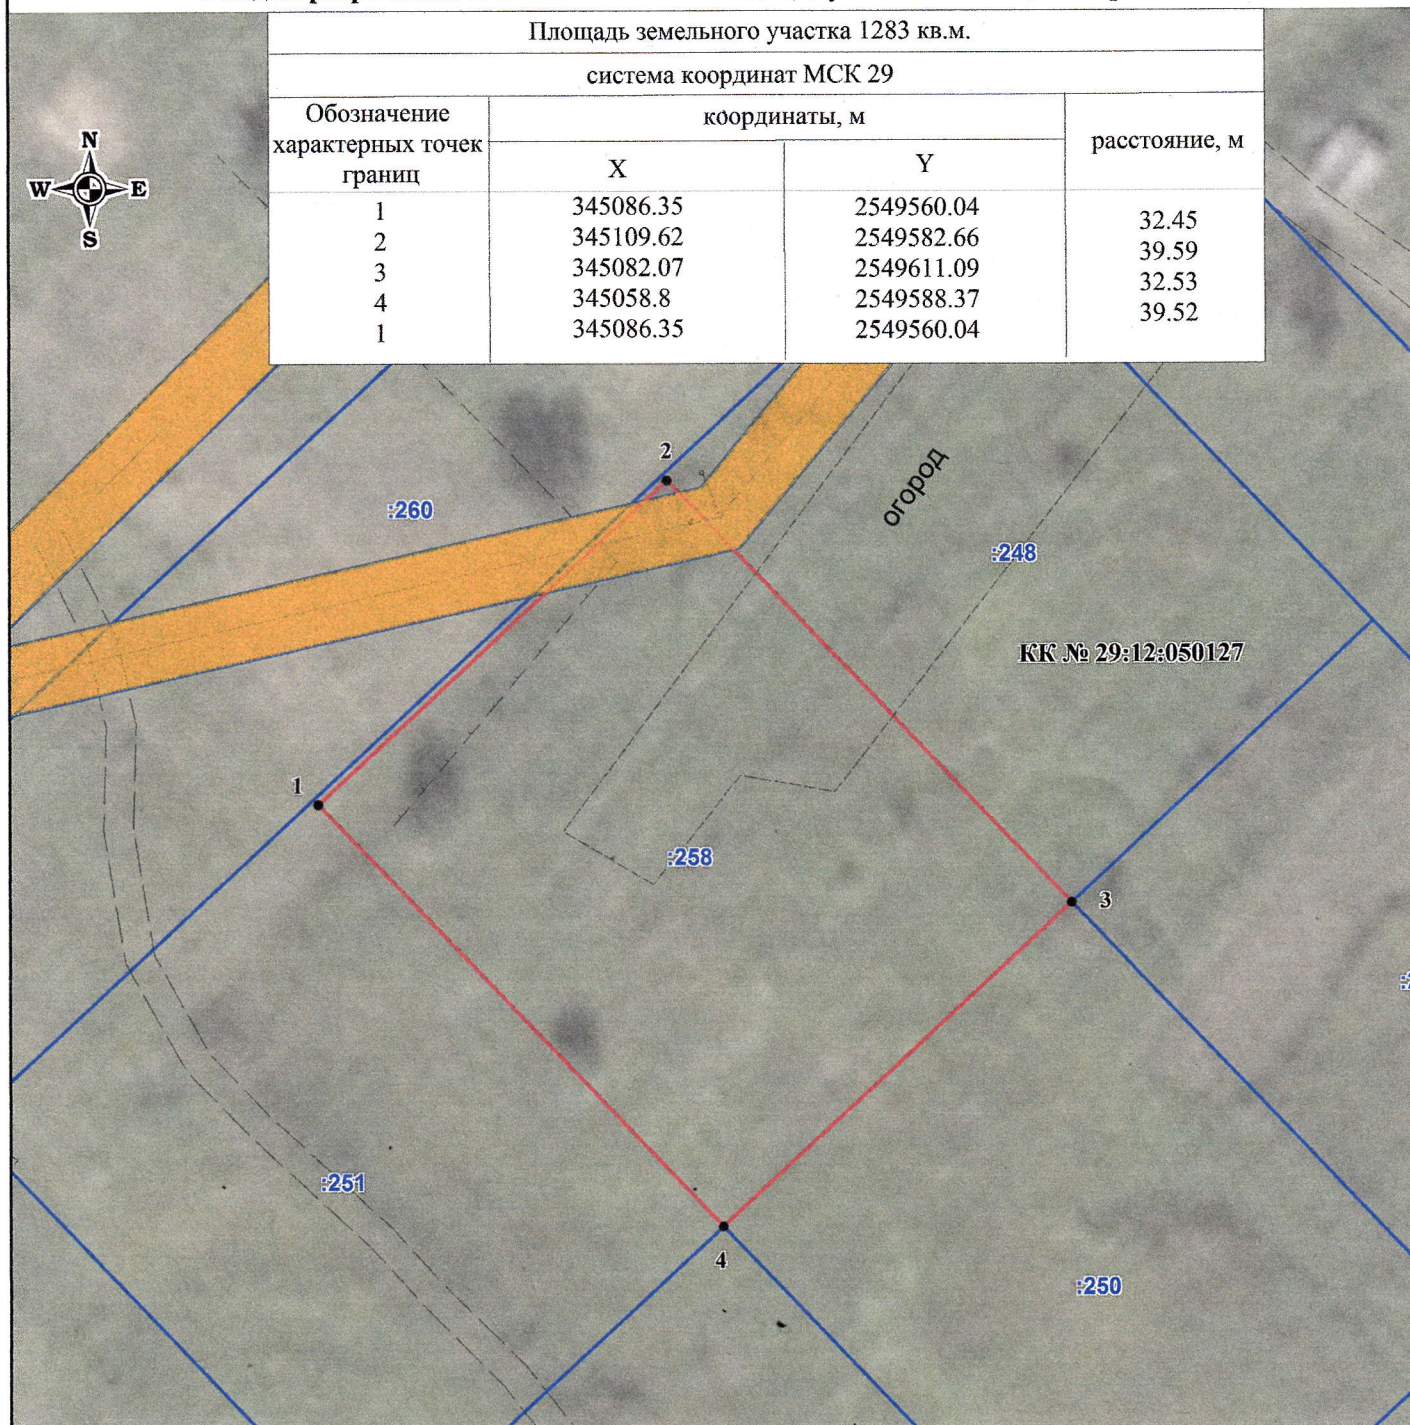 Площадь земельного участка 1283 кв.м.
система координат МСК 29
Обозначение характерных точек границ
координаты, м
расстояние, м
X Y
1 345086.35 2549560.04
32.45
2 345109.62 2549582.66
39.59
3 345082.07 2549611.09
32.53
4 345058.8 2549588.37
39.52
1 345086.35 2549560.04
N
W E
S
2
:260
огород
:248
КК № 29:12:050127
1
:258
3
:251
4
:250